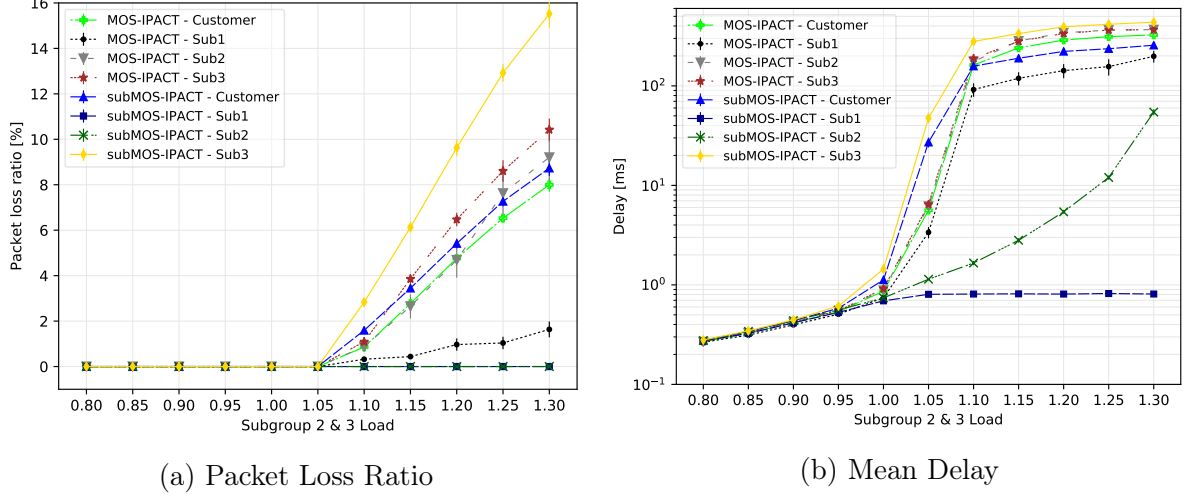 16
14
12
10
8
6
4
2
0
Packet loss ratio [%]
MOS-IPACT - Customer
MOS-IPACT - Sub1
MOS-IPACT - Sub2
MOS-IPACT - Sub3
subMOS-IPACT - Customer
subMOS-IPACT - Sub1
subMOS-IPACT - Sub2
subMOS-IPACT - Sub3
0.80 0.85 0.90 0.95 1.00 1.05 1.10 1.15 1.20 1.25 1.30
Subgroup 2 & 3 Load
(a) Packet Loss Ratio
10²
10¹
10⁰
10⁻¹
Delay [ms]
MOS-IPACT - Customer
MOS-IPACT - Sub1
MOS-IPACT - Sub2
MOS-IPACT - Sub3
subMOS-IPACT - Customer
subMOS-IPACT - Sub1
subMOS-IPACT - Sub2
subMOS-IPACT - Sub3
0.80 0.85 0.90 0.95 1.00 1.05 1.10 1.15 1.20 1.25 1.30
Subgroup 2 & 3 Load
(b) Mean Delay